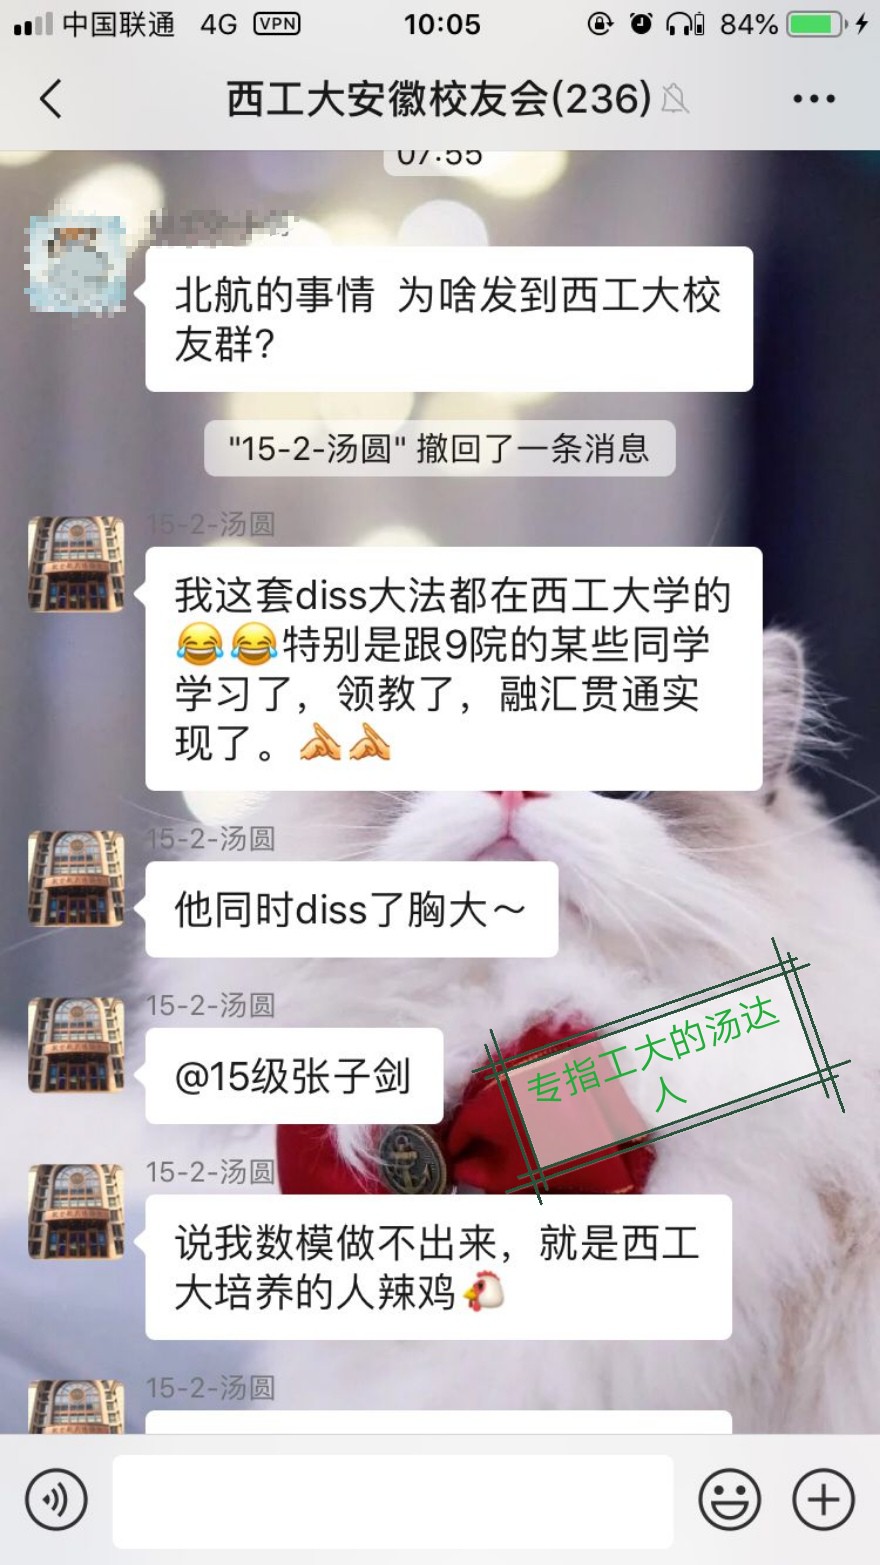 中国联通 4G VPN 10:05 84%
西工大安徽校友会(236)
07:55
北航的事情 为啥发到西工大校
友群?
"15-2-汤圆" 撤回了一条消息
15-2-汤圆
我这套diss大法都在西工大学的
😂😂特别是跟9院的某些同学
学习了，领教了，融汇贯通实
现了。🙏🙏
15-2-汤圆
他同时diss了胸大～
15-2-汤圆
@15级张子剑
专指工大的汤达
人
15-2-汤圆
说我数模做不出来，就是西工
大培养的人辣鸡🐔
15-2-汤圆